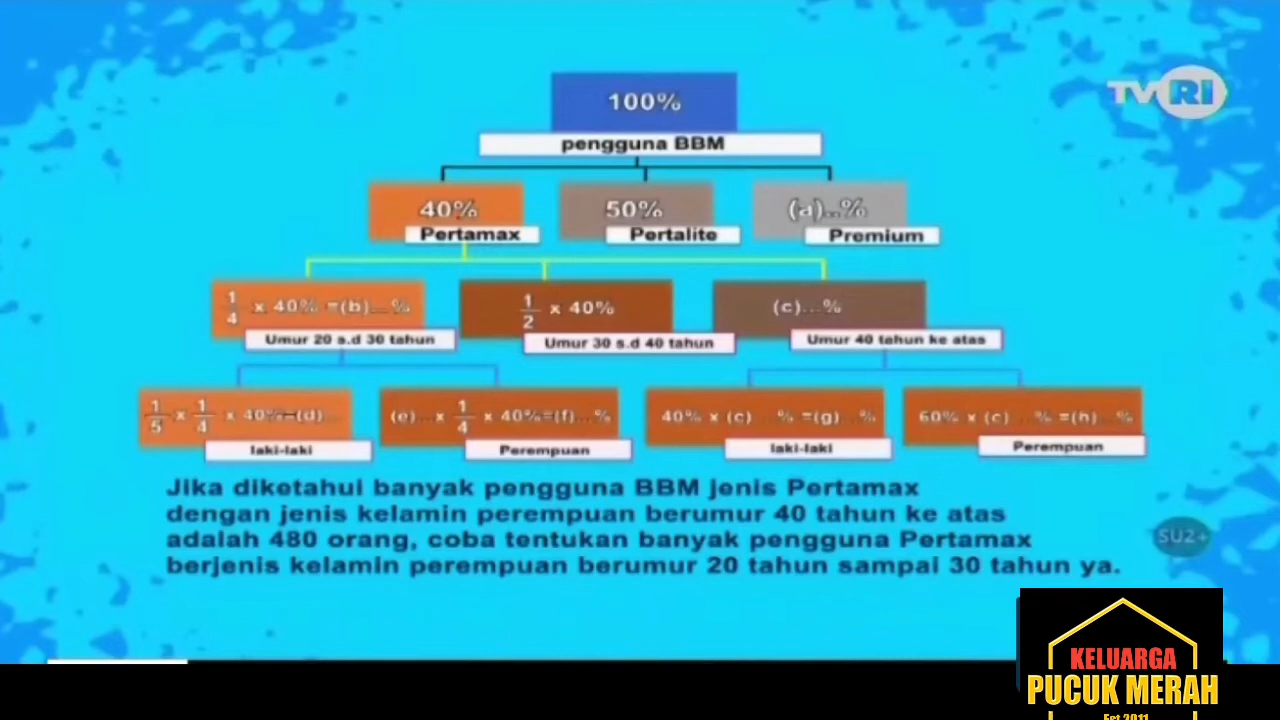 100%
pengguna BBM
TVRI
40%
50%
(a)..%
Pertamax
Pertalite
Premium
1/4 x 40% =(b)...%
1/2 x 40%
(c)...%
Umur 20 s.d 30 tahun
Umur 30 s.d 40 tahun
Umur 40 tahun ke atas
1/5 x 1/4 x 40%=(d)...
(e)...x 1/4 x 40%=(f)...%
40% x (c) ...% =(g)...%
60% x (c) ...% =(h)...%
laki-laki
Perempuan
laki-laki
Perempuan
Jika diketahui banyak pengguna BBM jenis Pertamax
dengan jenis kelamin perempuan berumur 40 tahun ke atas
adalah 480 orang, coba tentukan banyak pengguna Pertamax
berjenis kelamin perempuan berumur 20 tahun sampai 30 tahun ya.
SU2+
KELUARGA
PUCUK MERAH
Est 2011